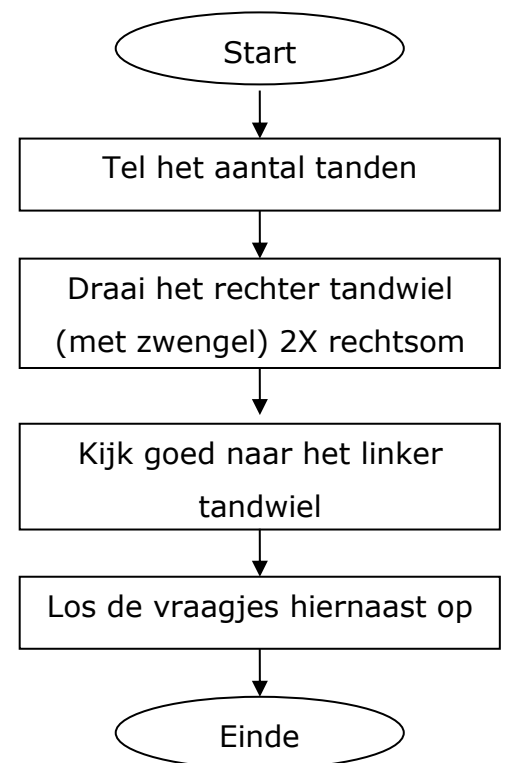 Start
Tel het aantal tanden
Draai het rechter tandwiel
(met zwengel) 2X rechtsom
Kijk goed naar het linker
tandwiel
Los de vraagjes hiernaast op
Einde